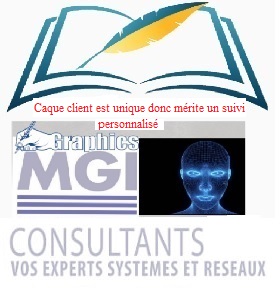 Caque client est unique donc mérite un suivi
personnalisé
Graphics
MGI
CONSULTANTS
VOS EXPERTS SYSTEMES ET RESEAUX